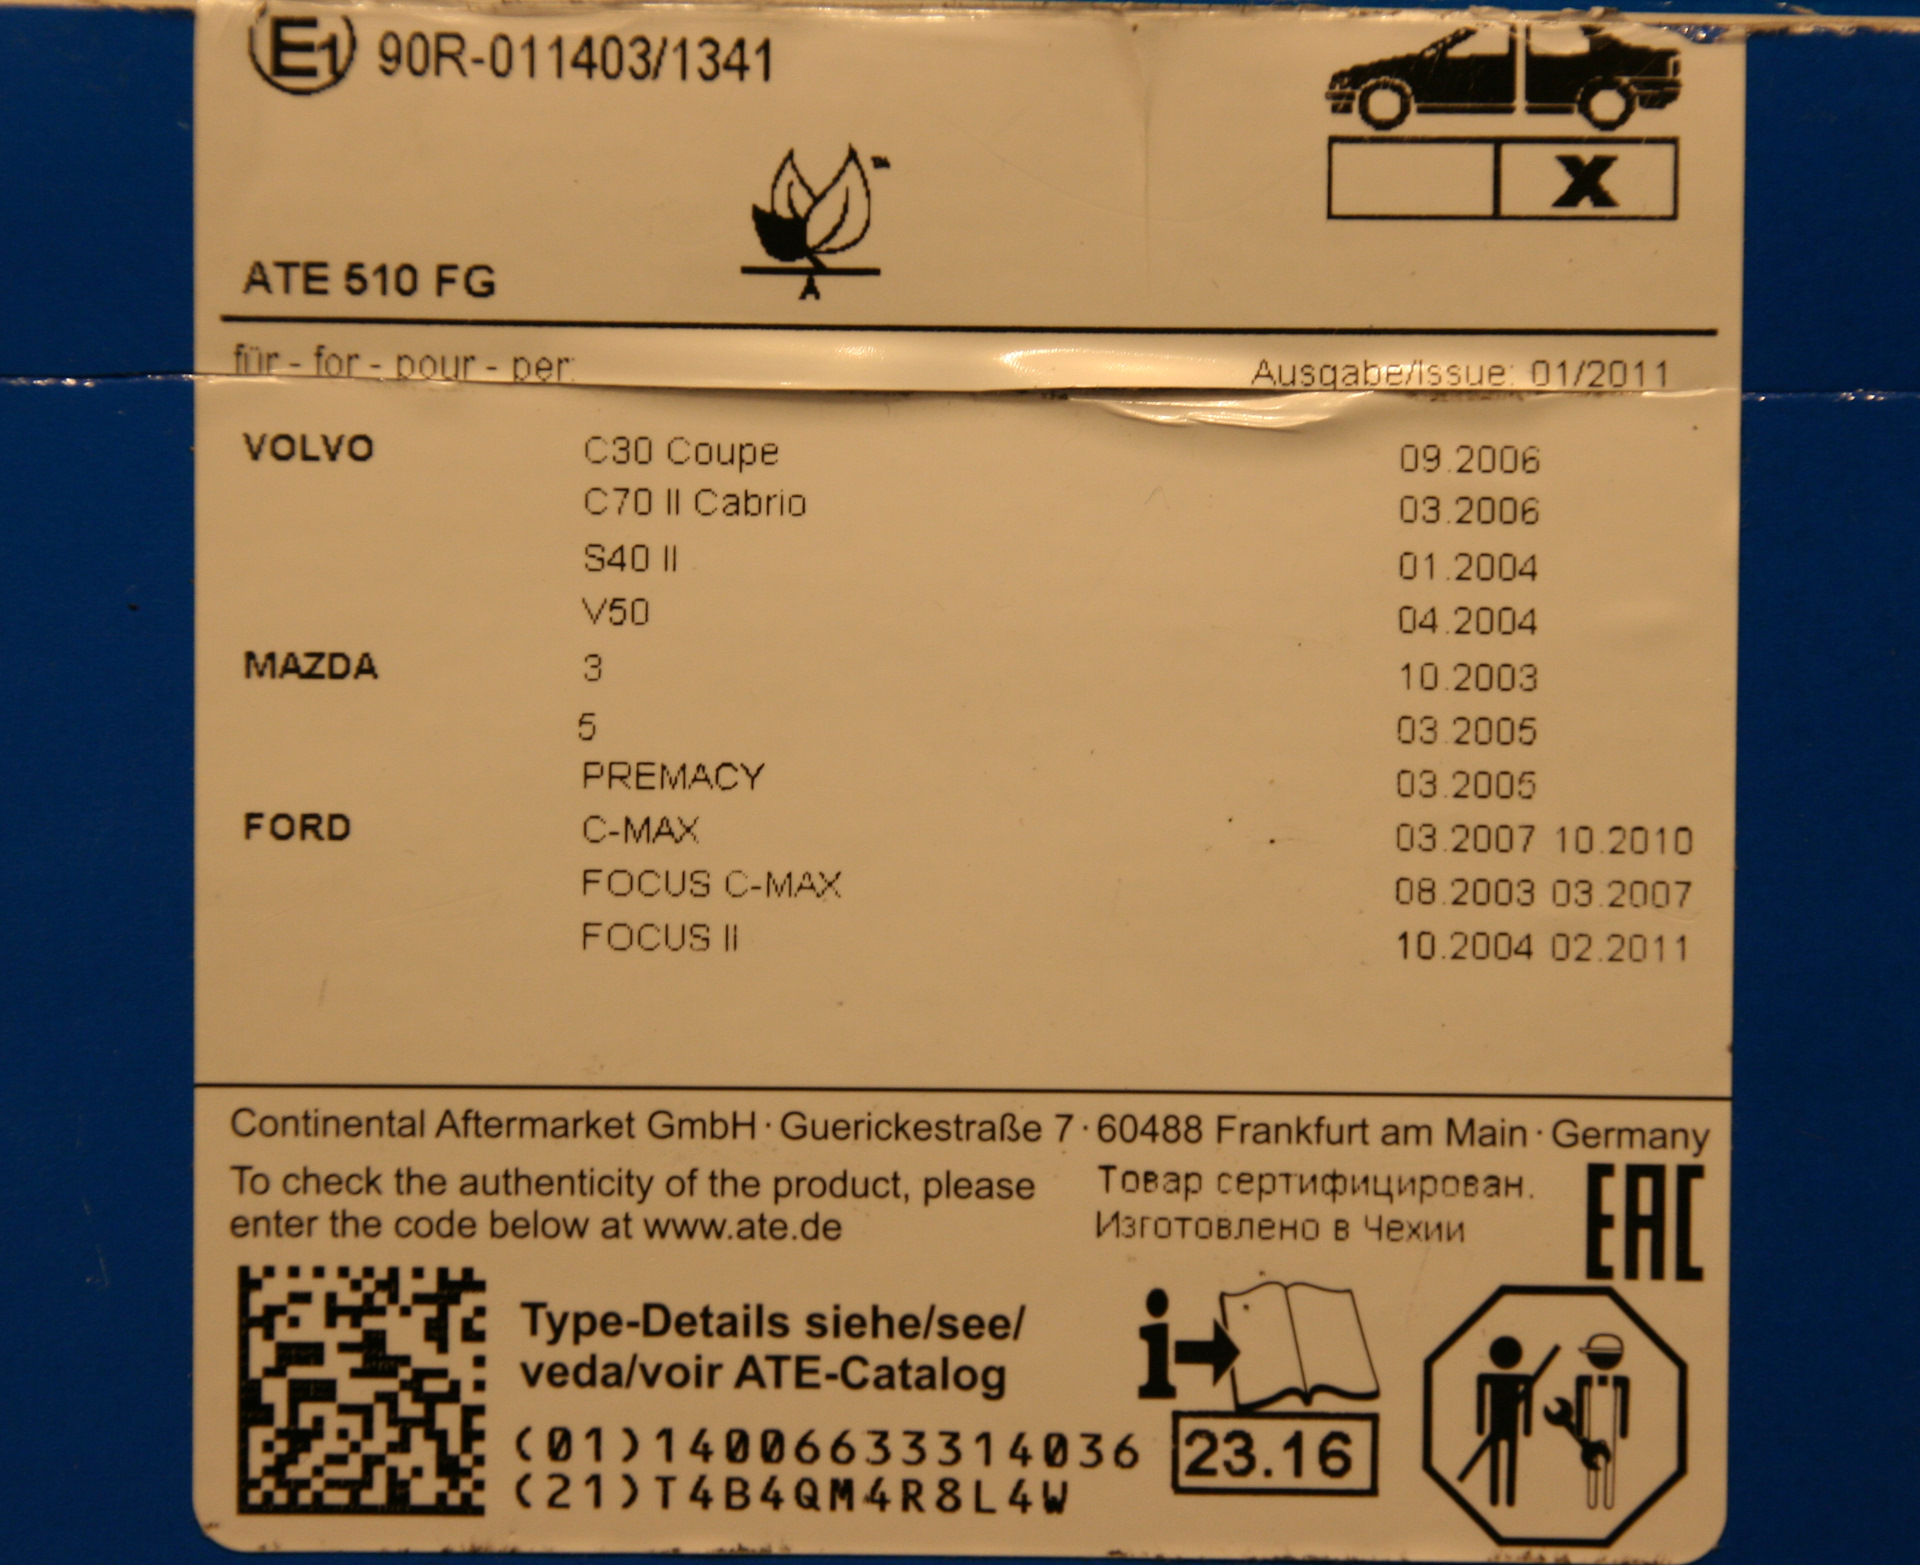 E1 90R-011403/1341
X
™
A
ATE 510 FG
für - for - pour - per: Ausgabe/Issue: 01/2011
VOLVO C30 Coupe 09.2006
C70 II Cabrio 03.2006
S40 II 01.2004
V50 04.2004
MAZDA 3 10.2003
5 03.2005
PREMACY 03.2005
FORD C-MAX 03.2007 10.2010
FOCUS C-MAX 08.2003 03.2007
FOCUS II 10.2004 02.2011
Continental Aftermarket GmbH · Guerickestraße 7 · 60488 Frankfurt am Main · Germany
To check the authenticity of the product, please
enter the code below at www.ate.de
Товар сертифицирован.
Изготовлено в Чехии
EAC
Type-Details siehe/see/
veda/voir ATE-Catalog
i
(01)14006633314036
(21)T4B4QM4R8L4W
23.16